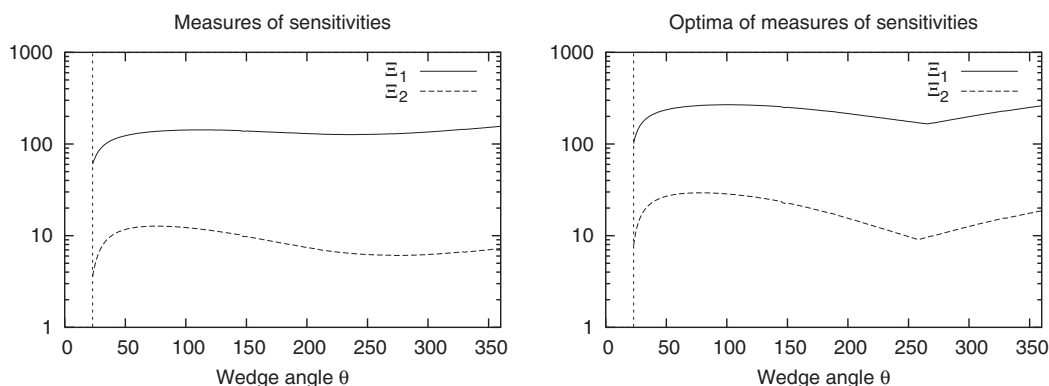 Measures of sensitivities
1000
100
10
1
0 50 100 150 200 250 300 350
Wedge angle θ
Ξ1
Ξ2
Optima of measures of sensitivities
1000
100
10
1
0 50 100 150 200 250 300 350
Wedge angle θ
Ξ1
Ξ2